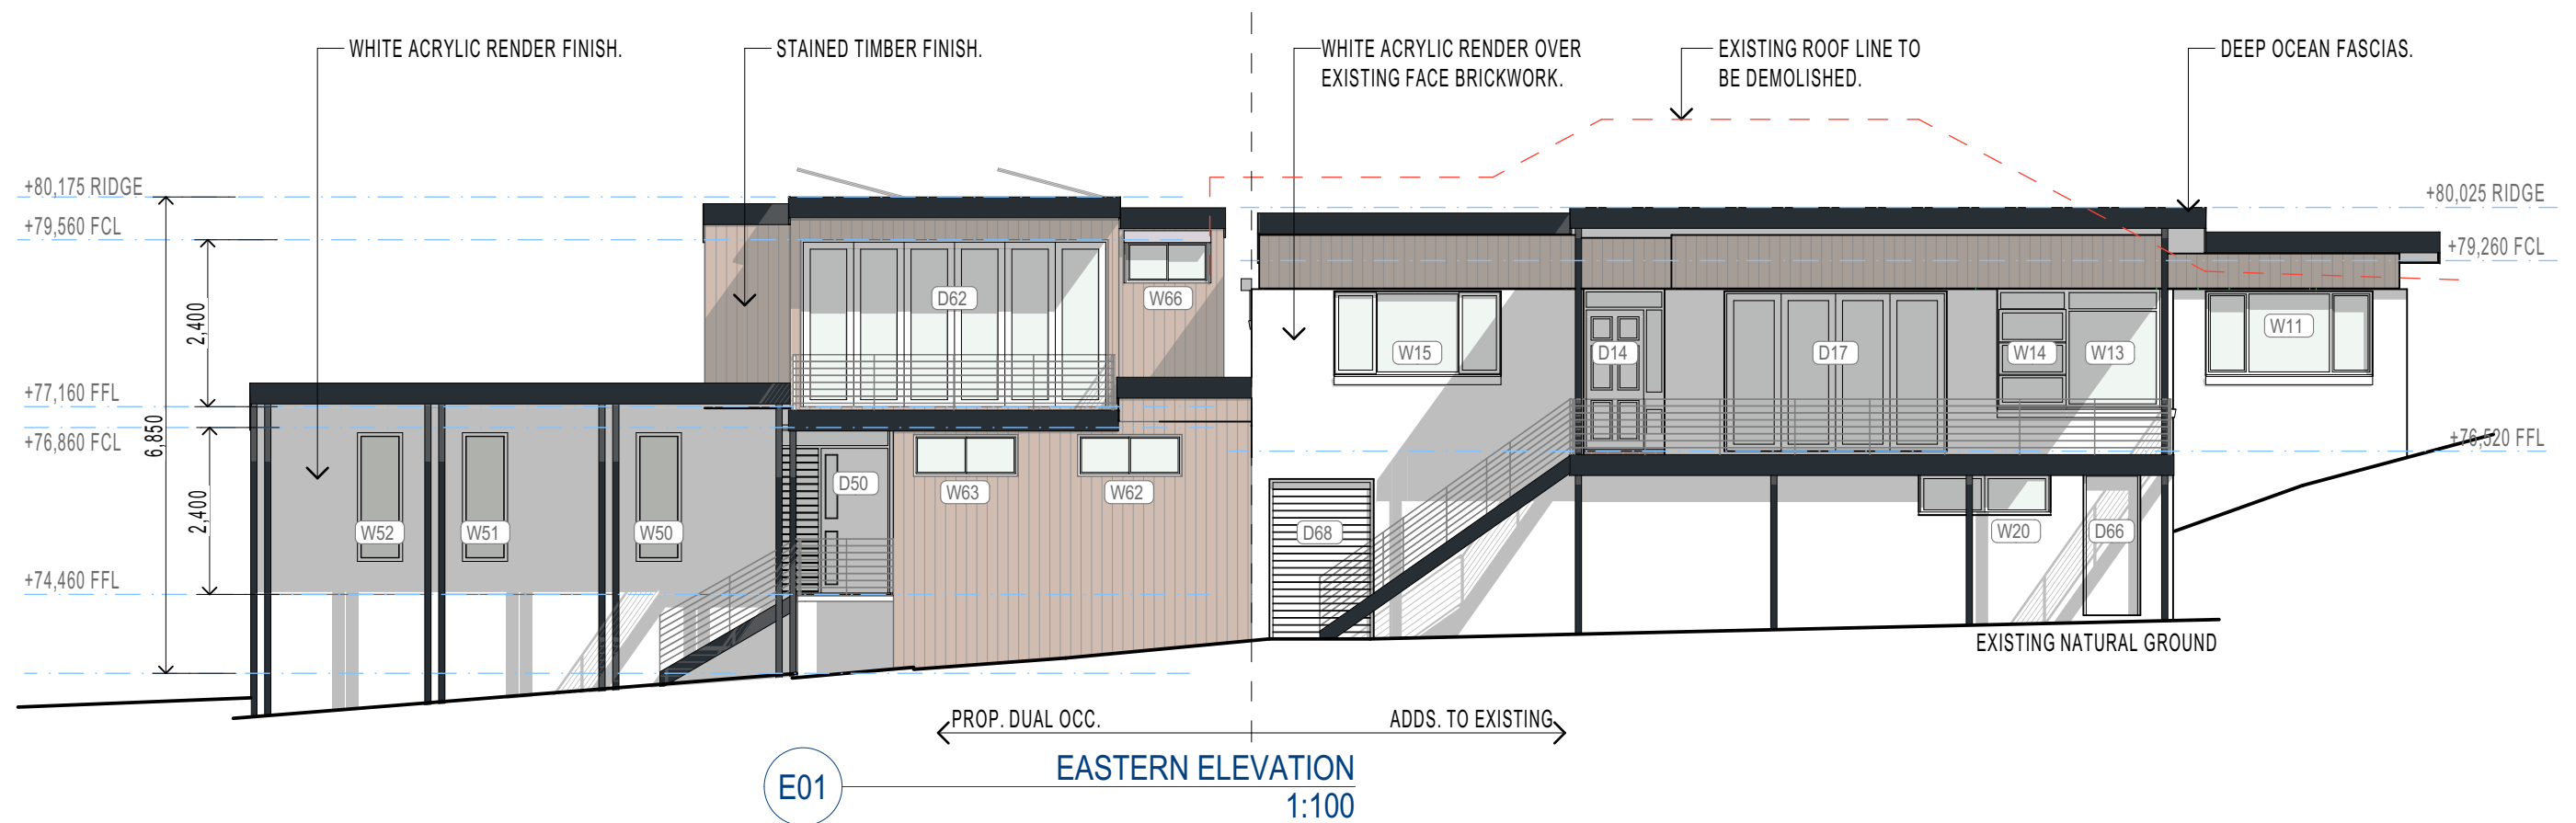 WHITE ACRYLIC RENDER FINISH.
STAINED TIMBER FINISH.
WHITE ACRYLIC RENDER OVER
EXISTING FACE BRICKWORK.
EXISTING ROOF LINE TO
BE DEMOLISHED.
DEEP OCEAN FASCIAS.
+80,175 RIDGE
+79,560 FCL
+77,160 FFL
+76,860 FCL
+74,460 FFL
2,400
6,850
2,400
+80,025 RIDGE
+79,260 FCL
+76,520 FFL
D62
W66
W15
D14
D17
W14
W13
W11
W52
W51
W50
D50
W63
W62
D68
W20
D66
EXISTING NATURAL GROUND
PROP. DUAL OCC.
ADDS. TO EXISTING
E01
EASTERN ELEVATION
1:100